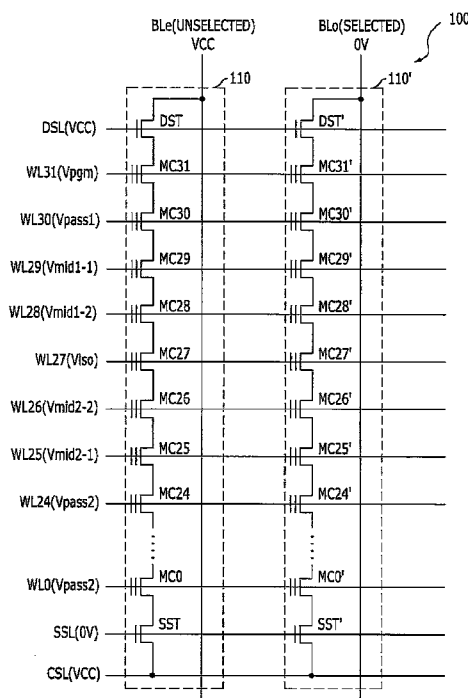 BLe(UNSELECTED) BLo(SELECTED)
VCC 0V
100
110 110'
DSL(VCC) DST DST'
WL31(Vpgm) MC31 MC31'
WL30(Vpass1) MC30 MC30'
WL29(Vmid1-1) MC29 MC29'
WL28(Vmid1-2) MC28 MC28'
WL27(Viso) MC27 MC27'
WL26(Vmid2-2) MC26 MC26'
WL25(Vmid2-1) MC25 MC25'
WL24(Vpass2) MC24 MC24'
WL0(Vpass2) MC0 MC0'
SSL(0V) SST SST'
CSL(VCC)